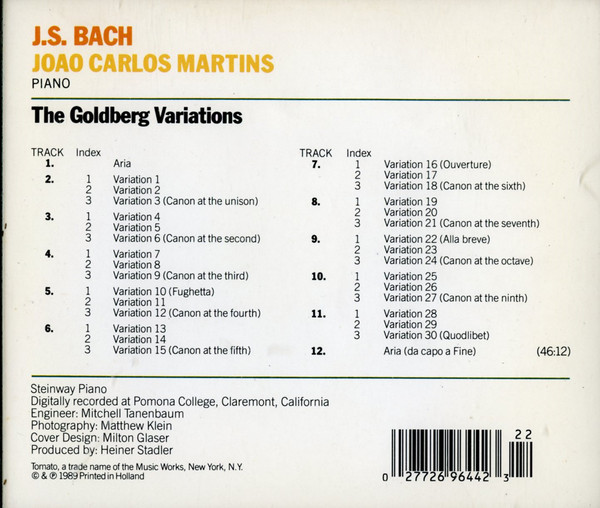 J.S. BACH
JOAO CARLOS MARTINS
PIANO
The Goldberg Variations
TRACK Index
1. Aria
2. 1 Variation 1
2 Variation 2
3 Variation 3 (Canon at the unison)
3. 1 Variation 4
2 Variation 5
3 Variation 6 (Canon at the second)
4. 1 Variation 7
2 Variation 8
3 Variation 9 (Canon at the third)
5. 1 Variation 10 (Fughetta)
2 Variation 11
3 Variation 12 (Canon at the fourth)
6. 1 Variation 13
2 Variation 14
3 Variation 15 (Canon at the fifth)
TRACK Index
7. 1 Variation 16 (Ouverture)
2 Variation 17
3 Variation 18 (Canon at the sixth)
8. 1 Variation 19
2 Variation 20
3 Variation 21 (Canon at the seventh)
9. 1 Variation 22 (Alla breve)
2 Variation 23
3 Variation 24 (Canon at the octave)
10. 1 Variation 25
2 Variation 26
3 Variation 27 (Canon at the ninth)
11. 1 Variation 28
2 Variation 29
3 Variation 30 (Quodlibet)
12. Aria (da capo a Fine) (46:12)
Steinway Piano
Digitally recorded at Pomona College, Claremont, California
Engineer: Mitchell Tanenbaum
Photography: Matthew Klein
Cover Design: Milton Glaser
Produced by: Heiner Stadler
Tomato, a trade name of the Music Works, New York, N.Y.
© & ℗ 1989 Printed in Holland
22
0 27726 96442 3